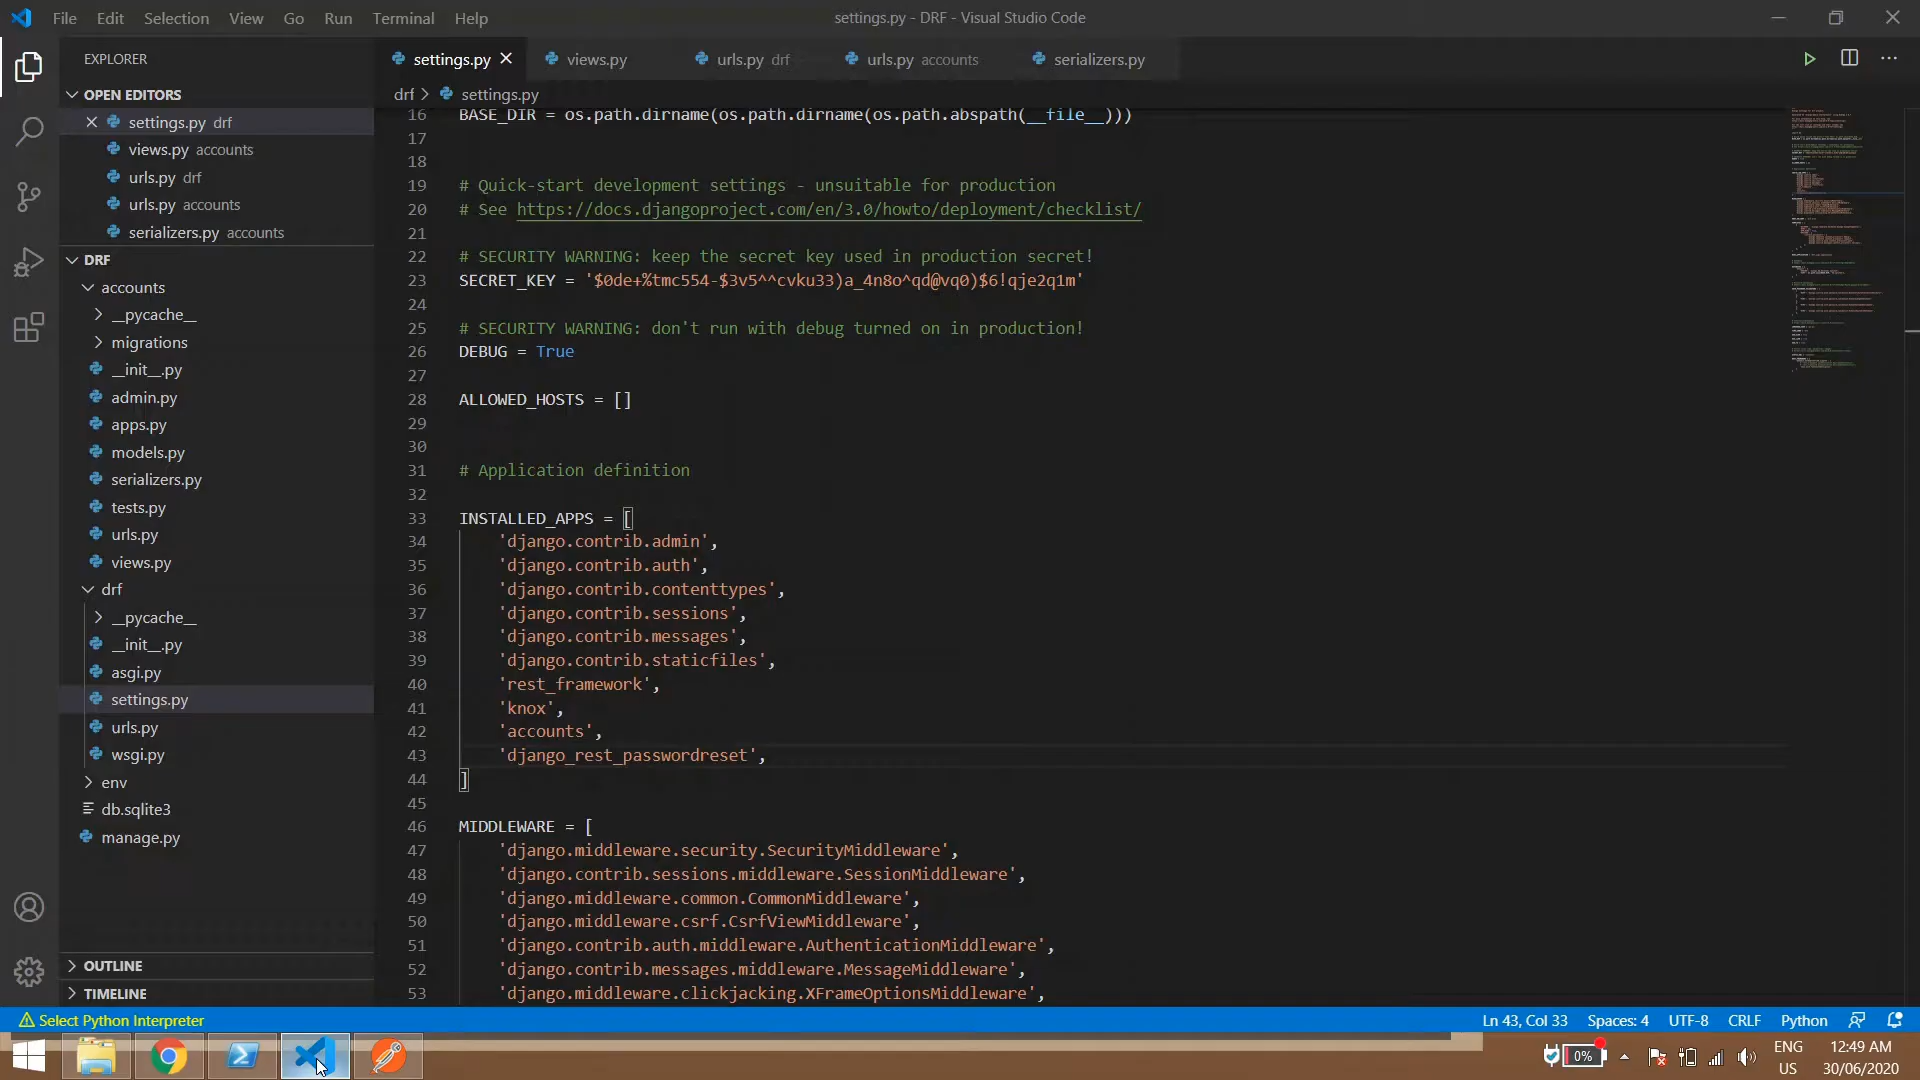 File Edit Selection View Go Run Terminal Help
settings.py - DRF - Visual Studio Code
EXPLORER
OPEN EDITORS
settings.py drf
views.py accounts
urls.py drf
urls.py accounts
serializers.py accounts
DRF
accounts
__pycache__
migrations
__init__.py
admin.py
apps.py
models.py
serializers.py
tests.py
urls.py
views.py
drf
__pycache__
__init__.py
asgi.py
settings.py
urls.py
wsgi.py
env
db.sqlite3
manage.py
OUTLINE
TIMELINE
settings.py
views.py
urls.py drf
urls.py accounts
serializers.py
drf > settings.py
16 BASE_DIR = os.path.dirname(os.path.dirname(os.path.abspath(__file__)))
17
18
19 # Quick-start development settings - unsuitable for production
20 # See https://docs.djangoproject.com/en/3.0/howto/deployment/checklist/
21
22 # SECURITY WARNING: keep the secret key used in production secret!
23 SECRET_KEY = '$0de+%tmc554-$3v5^^cvku33)a_4n8o^qd@vq0)$6!qje2q1m'
24
25 # SECURITY WARNING: don't run with debug turned on in production!
26 DEBUG = True
27
28 ALLOWED_HOSTS = []
29
30
31 # Application definition
32
33 INSTALLED_APPS = [
34 'django.contrib.admin',
35 'django.contrib.auth',
36 'django.contrib.contenttypes',
37 'django.contrib.sessions',
38 'django.contrib.messages',
39 'django.contrib.staticfiles',
40 'rest_framework',
41 'knox',
42 'accounts',
43 'django_rest_passwordreset',
44 ]
45
46 MIDDLEWARE = [
47 'django.middleware.security.SecurityMiddleware',
48 'django.contrib.sessions.middleware.SessionMiddleware',
49 'django.middleware.common.CommonMiddleware',
50 'django.middleware.csrf.CsrfViewMiddleware',
51 'django.contrib.auth.middleware.AuthenticationMiddleware',
52 'django.contrib.messages.middleware.MessageMiddleware',
53 'django.middleware.clickjacking.XFrameOptionsMiddleware',
Select Python Interpreter
Ln 43, Col 33 Spaces: 4 UTF-8 CRLF Python
0%
ENG
US
12:49 AM
30/06/2020